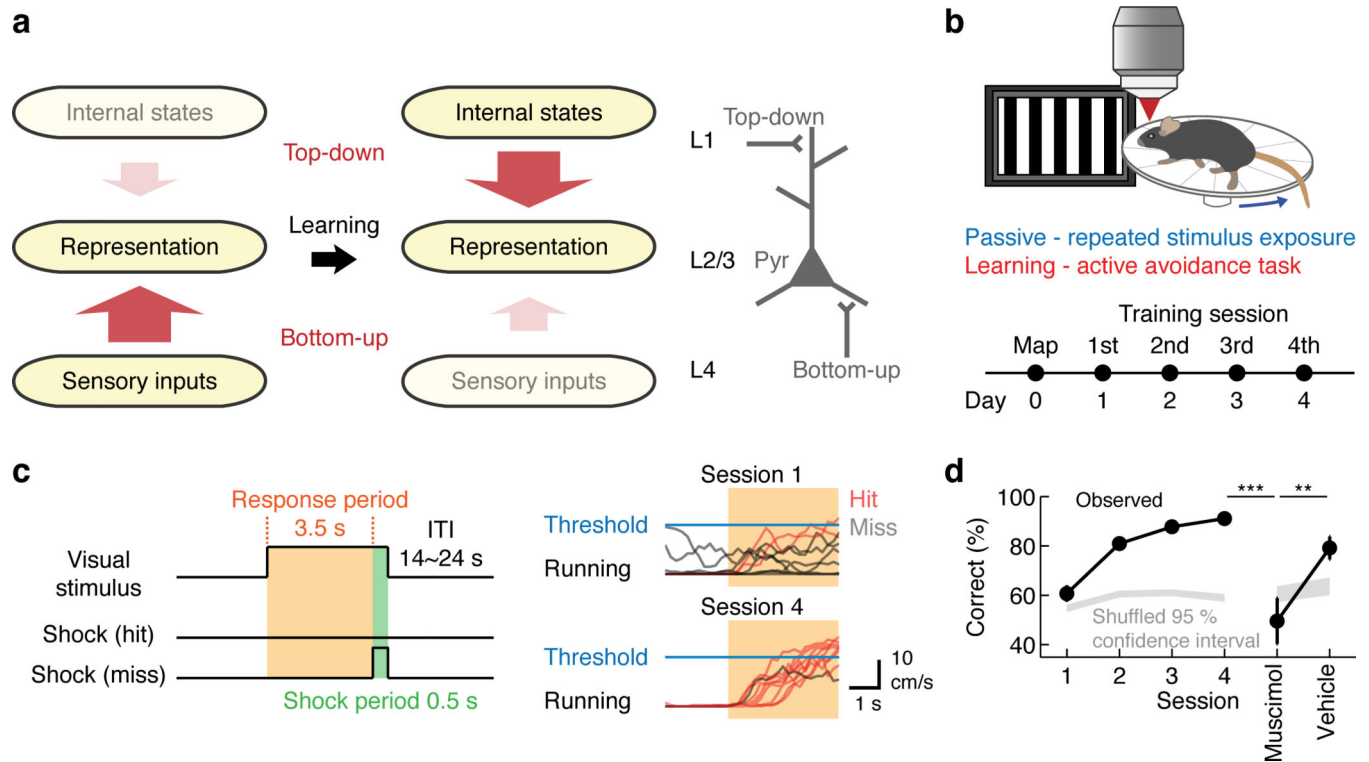 a
Internal states
Representation
Sensory inputs
Top-down
Learning
Bottom-up
Internal states
Representation
Sensory inputs
L1
L2/3
L4
Top-down
Pyr
Bottom-up
b
Passive - repeated stimulus exposure
Learning - active avoidance task
Training session
Map 1st 2nd 3rd 4th
Day 0 1 2 3 4
c
Response period
3.5 s
ITI
14~24 s
Visual
stimulus
Shock (hit)
Shock (miss)
Shock period 0.5 s
Session 1
Hit
Miss
Threshold
Running
Session 4
Threshold
Running
10
cm/s
1 s
d
Correct (%)
100
80
60
40
Observed
*** **
Shuffled 95 %
confidence interval
1 2 3 4
Session
Muscimol
Vehicle